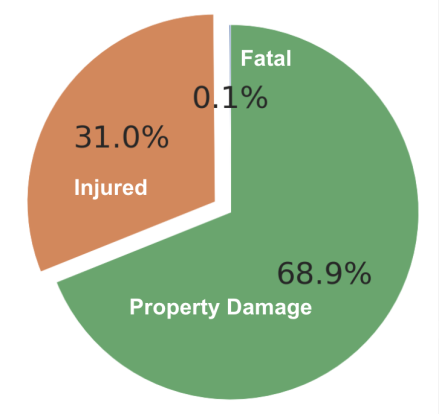 Fatal
0.1%
31.0%
Injured
68.9%
Property Damage